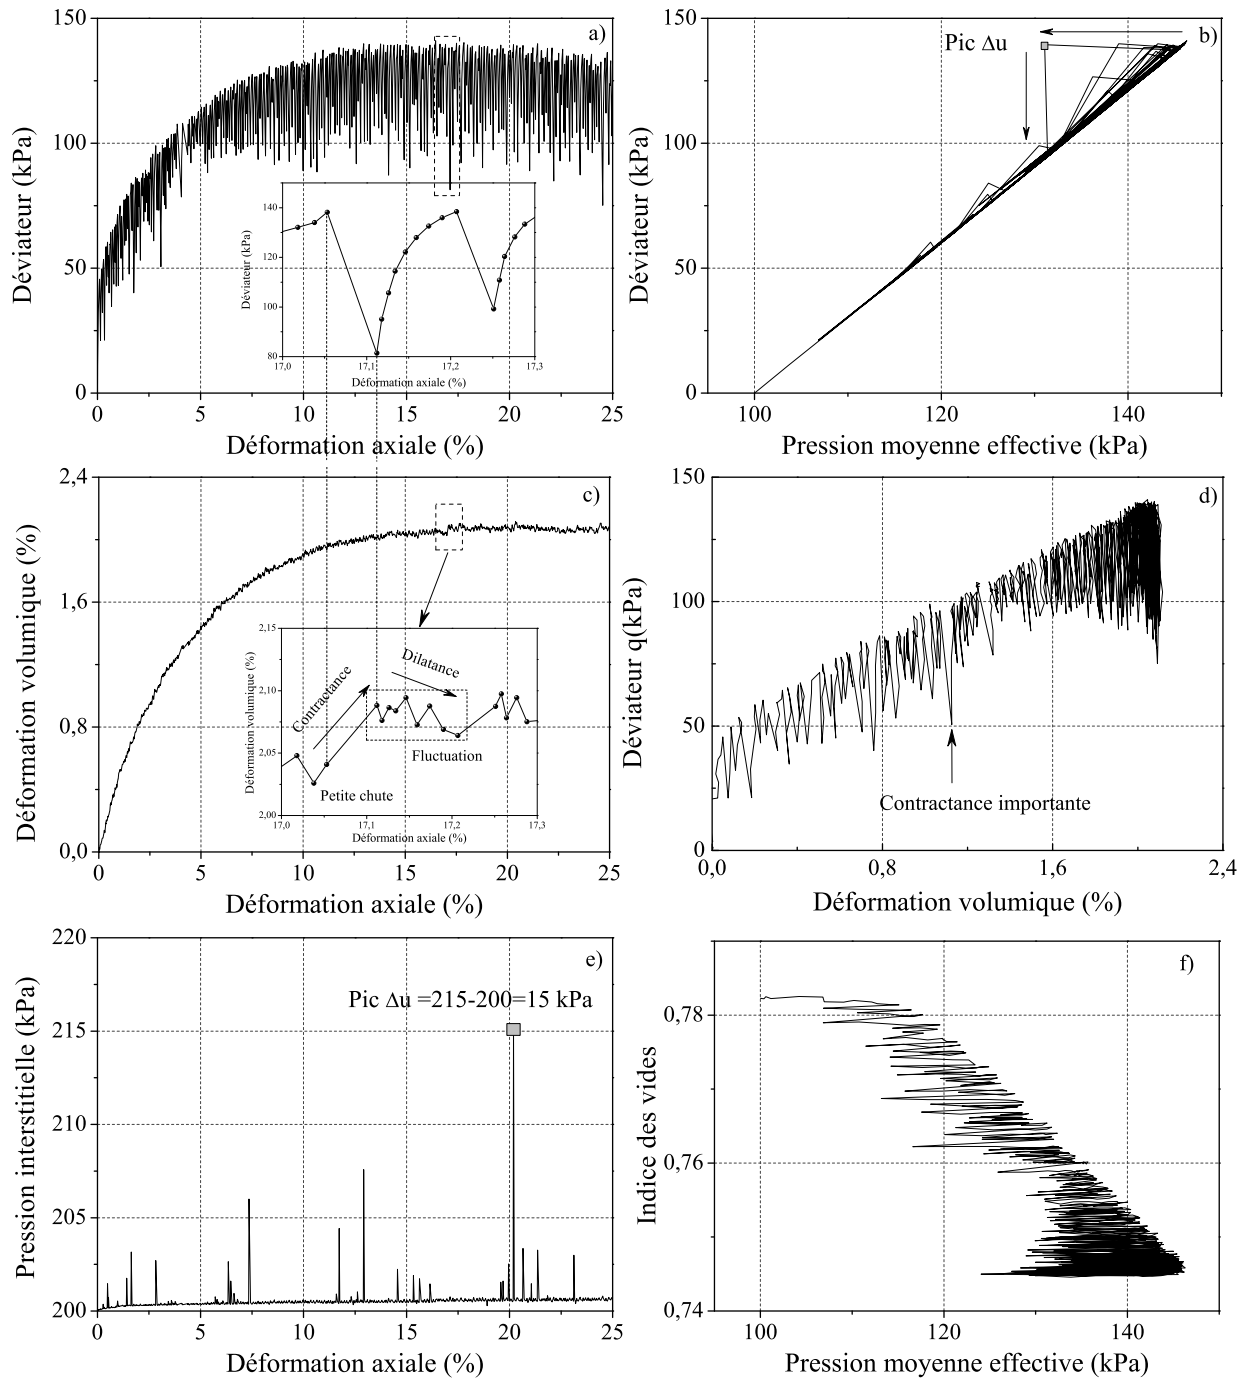 a)
Déviateur (kPa)
150
100
50
0
0 5 10 15 20 25
Déformation axiale (%)
Déviateur (kPa)
140
120
100
80
17,0 17,1 17,2 17,3
Déformation axiale (%)
b)
Pic Δu
Déviateur (kPa)
150
100
50
0
100 120 140
Pression moyenne effective (kPa)
c)
Déformation volumique (%)
2,4
1,6
0,8
0,0
0 5 10 15 20 25
Déformation axiale (%)
Déformation volumique (%)
2,15
2,10
2,05
2,00
Contractance
Dilatance
Fluctuation
Petite chute
17,0 17,1 17,2 17,3
Déformation axiale (%)
d)
Déviateur q(kPa)
150
100
50
0
Contractance importante
0,0 0,8 1,6 2,4
Déformation volumique (%)
e)
Pic Δu =215-200=15 kPa
Pression interstitielle (kPa)
220
215
210
205
200
0 5 10 15 20 25
Déformation axiale (%)
f)
Indice des vides
0,78
0,76
0,74
100 120 140
Pression moyenne effective (kPa)